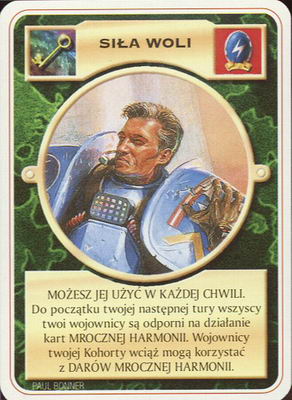 SIŁA WOLI
MOŻESZ JEJ UŻYĆ W KAŻDEJ CHWILI.
Do początku twojej następnej tury wszyscy
twoi wojownicy są odporni na działanie
kart MROCZNEJ HARMONII. Wojownicy
twojej Kohorty wciąż mogą korzystać
z DARÓW MROCZNEJ HARMONII.
PAUL BONNER